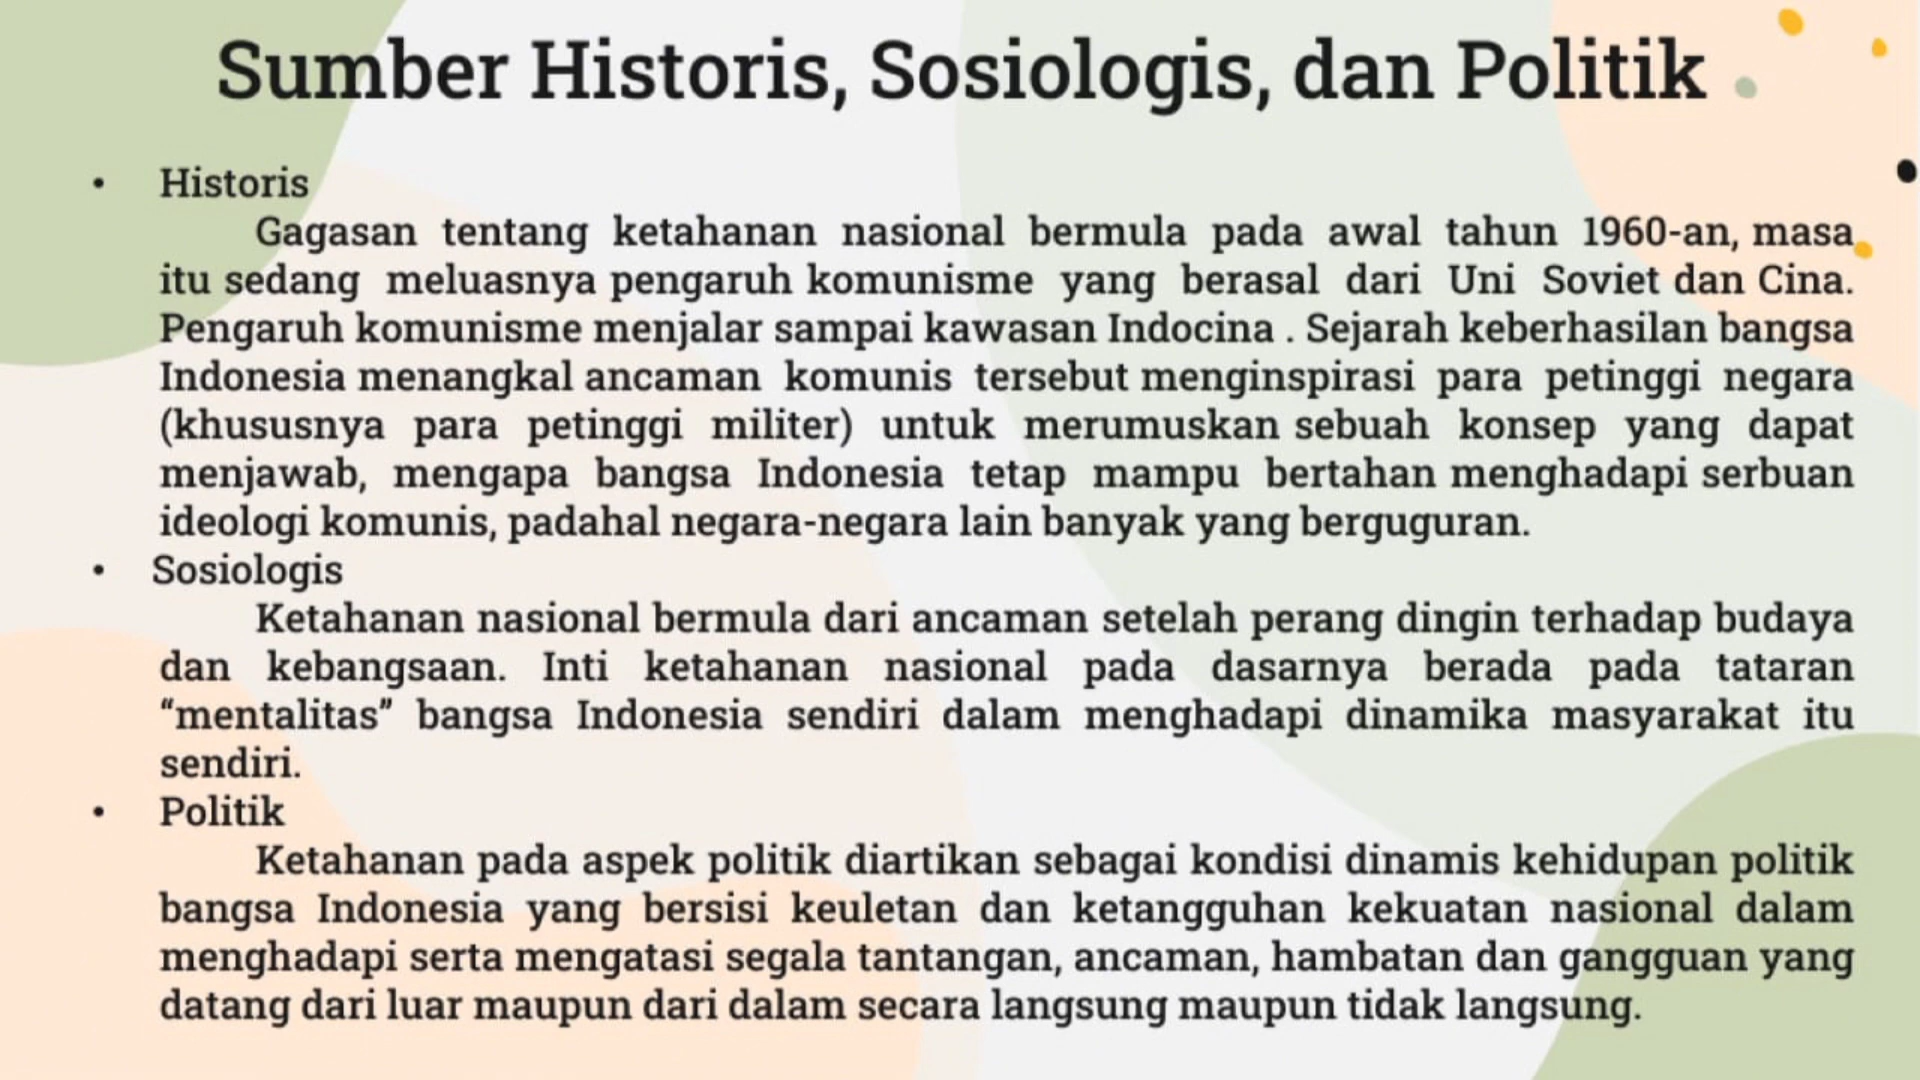 Sumber Historis, Sosiologis, dan Politik
• Historis
Gagasan tentang ketahanan nasional bermula pada awal tahun 1960-an, masa
itu sedang meluasnya pengaruh komunisme yang berasal dari Uni Soviet dan Cina.
Pengaruh komunisme menjalar sampai kawasan Indocina . Sejarah keberhasilan bangsa
Indonesia menangkal ancaman komunis tersebut menginspirasi para petinggi negara
(khususnya para petinggi militer) untuk merumuskan sebuah konsep yang dapat
menjawab, mengapa bangsa Indonesia tetap mampu bertahan menghadapi serbuan
ideologi komunis, padahal negara-negara lain banyak yang berguguran.
• Sosiologis
Ketahanan nasional bermula dari ancaman setelah perang dingin terhadap budaya
dan kebangsaan. Inti ketahanan nasional pada dasarnya berada pada tataran
“mentalitas” bangsa Indonesia sendiri dalam menghadapi dinamika masyarakat itu
sendiri.
• Politik
Ketahanan pada aspek politik diartikan sebagai kondisi dinamis kehidupan politik
bangsa Indonesia yang bersisi keuletan dan ketangguhan kekuatan nasional dalam
menghadapi serta mengatasi segala tantangan, ancaman, hambatan dan gangguan yang
datang dari luar maupun dari dalam secara langsung maupun tidak langsung.